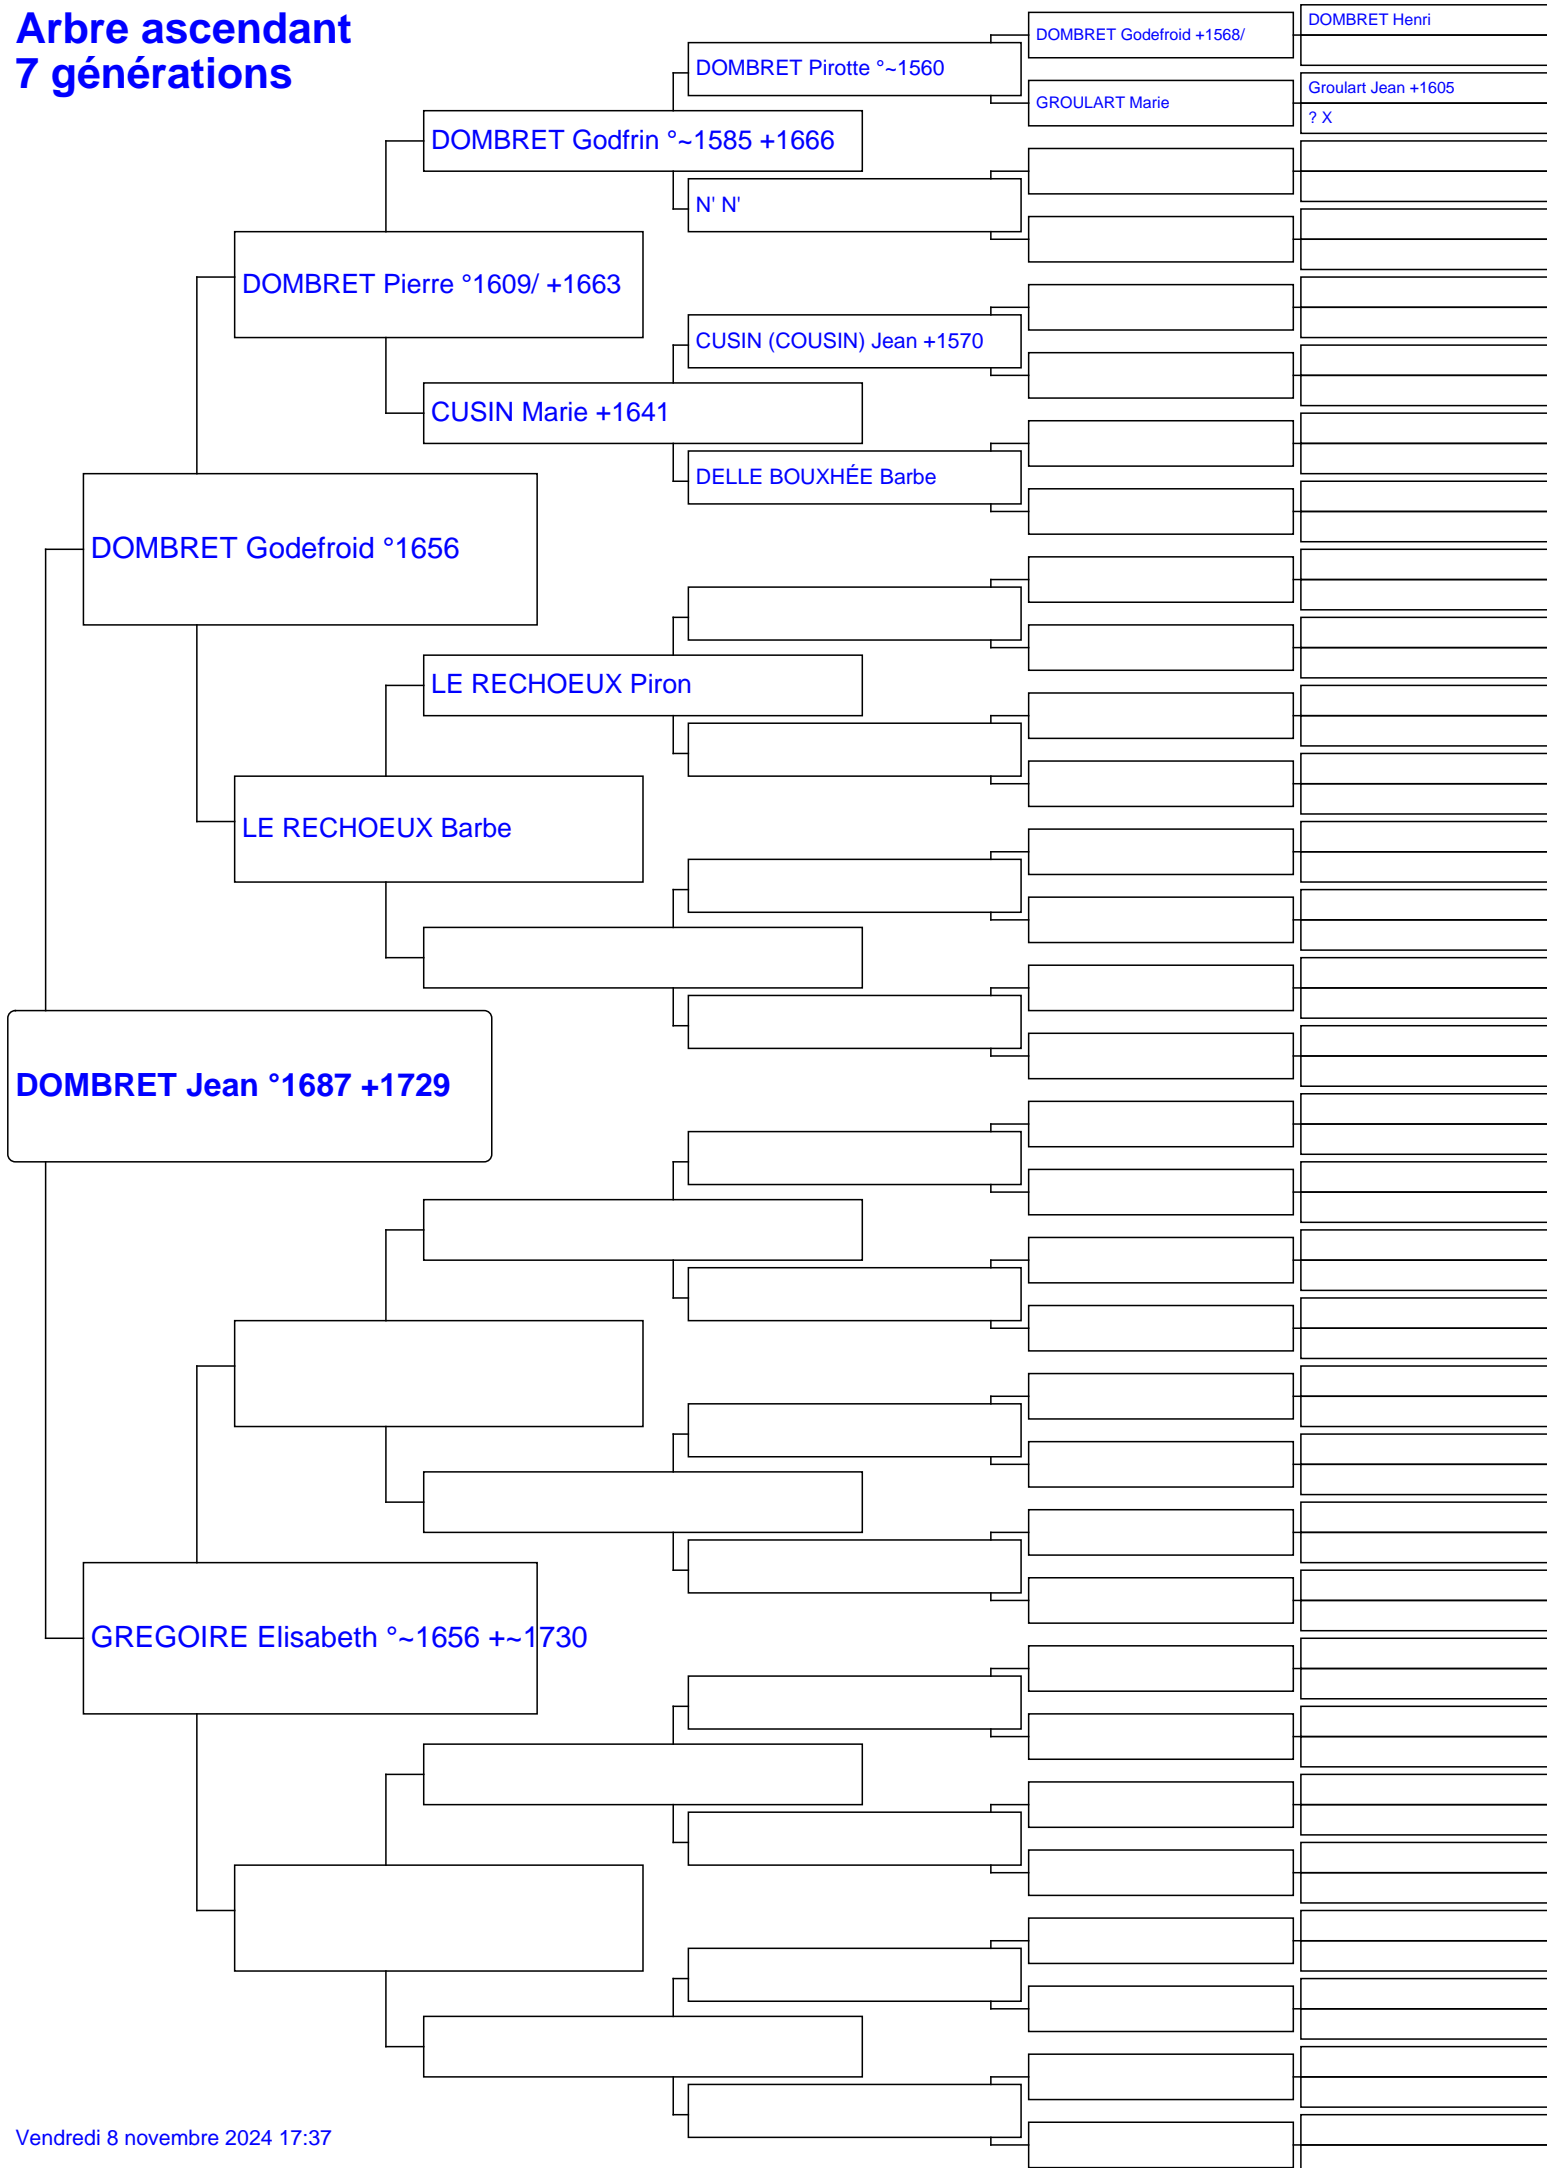 Arbre ascendant
7 générations
DOMBRET Henri
DOMBRET Godefroid +1568/
DOMBRET Pirotte °~1560
Groulart Jean +1605
GROULART Marie
? X
DOMBRET Godfrin °~1585 +1666
N' N'
DOMBRET Pierre °1609/ +1663
CUSIN (COUSIN) Jean +1570
CUSIN Marie +1641
DELLE BOUXHÉE Barbe
DOMBRET Godefroid °1656
LE RECHOEUX Piron
LE RECHOEUX Barbe
DOMBRET Jean °1687 +1729
GREGOIRE Elisabeth °~1656 +~1730
Vendredi 8 novembre 2024 17:37